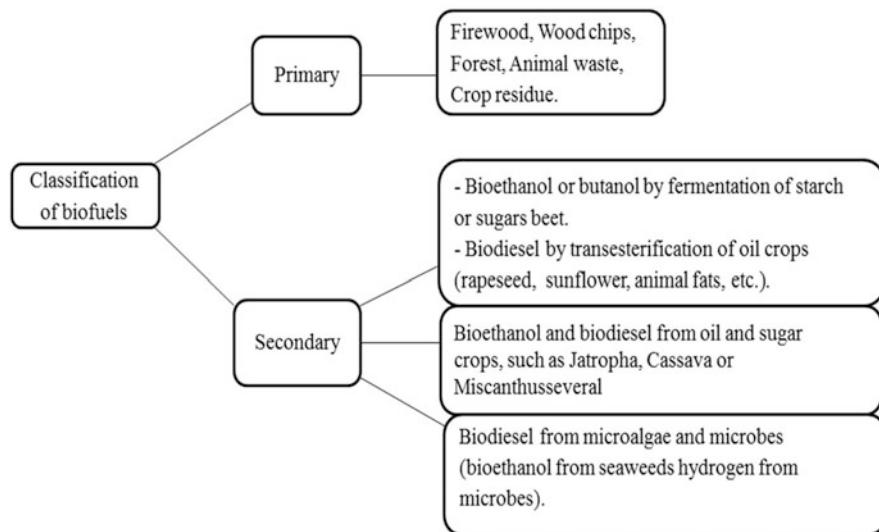 Classification
of biofuels
Primary
Firewood, Wood chips,
Forest, Animal waste,
Crop residue.
Secondary
- Bioethanol or butanol by fermentation of starch
or sugars beet.
- Biodiesel by transesterification of oil crops
(rapeseed, sunflower, animal fats, etc.).
Bioethanol and biodiesel from oil and sugar
crops, such as Jatropha, Cassava or
Miscanthusseveral
Biodiesel from microalgae and microbes
(bioethanol from seaweeds hydrogen from
microbes).